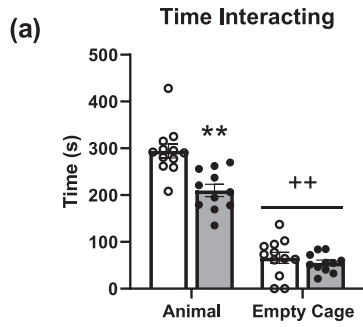 Time Interacting
(a)
500
400
300
200
100
0
Time (s)
**
++
Animal
Empty Cage